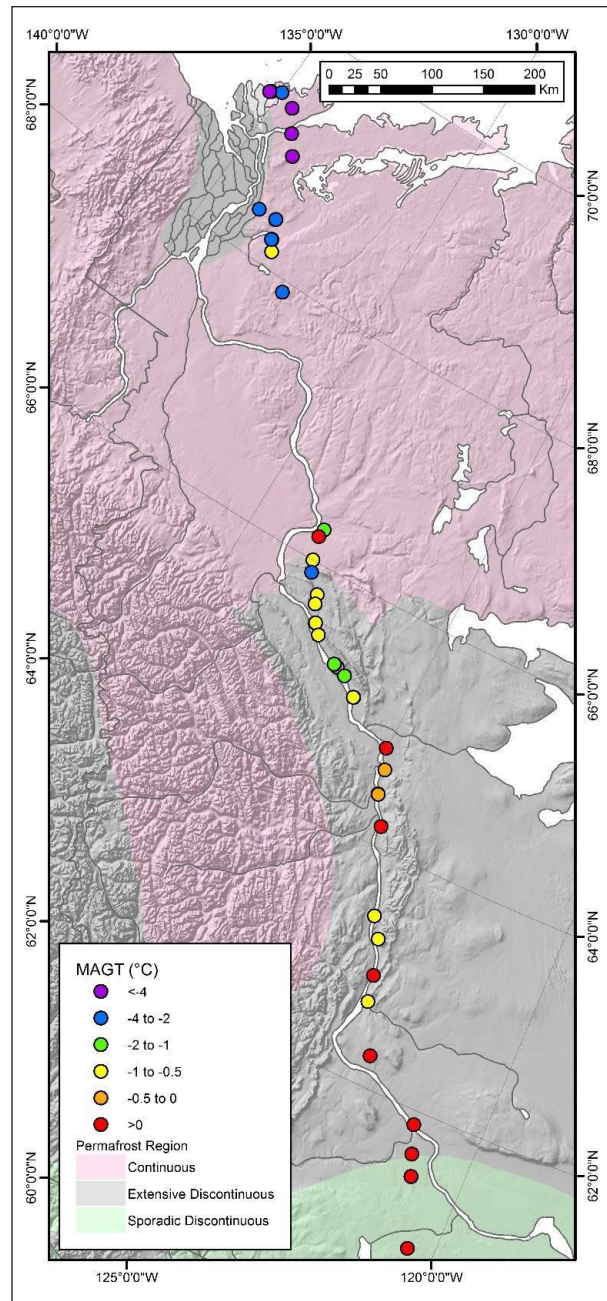 140°0'0"W 135°0'0"W 130°0'0"W
0 25 50 100 150 200
Km
68°0'0"N
70°0'0"N
66°0'0"N
68°0'0"N
64°0'0"N
66°0'0"N
62°0'0"N
64°0'0"N
MAGT (°C)
<-4
-4 to -2
-2 to -1
-1 to -0.5
-0.5 to 0
>0
Permafrost Region
Continuous
Extensive Discontinuous
Sporadic Discontinuous
60°0'0"N
62°0'0"N
125°0'0"W 120°0'0"W